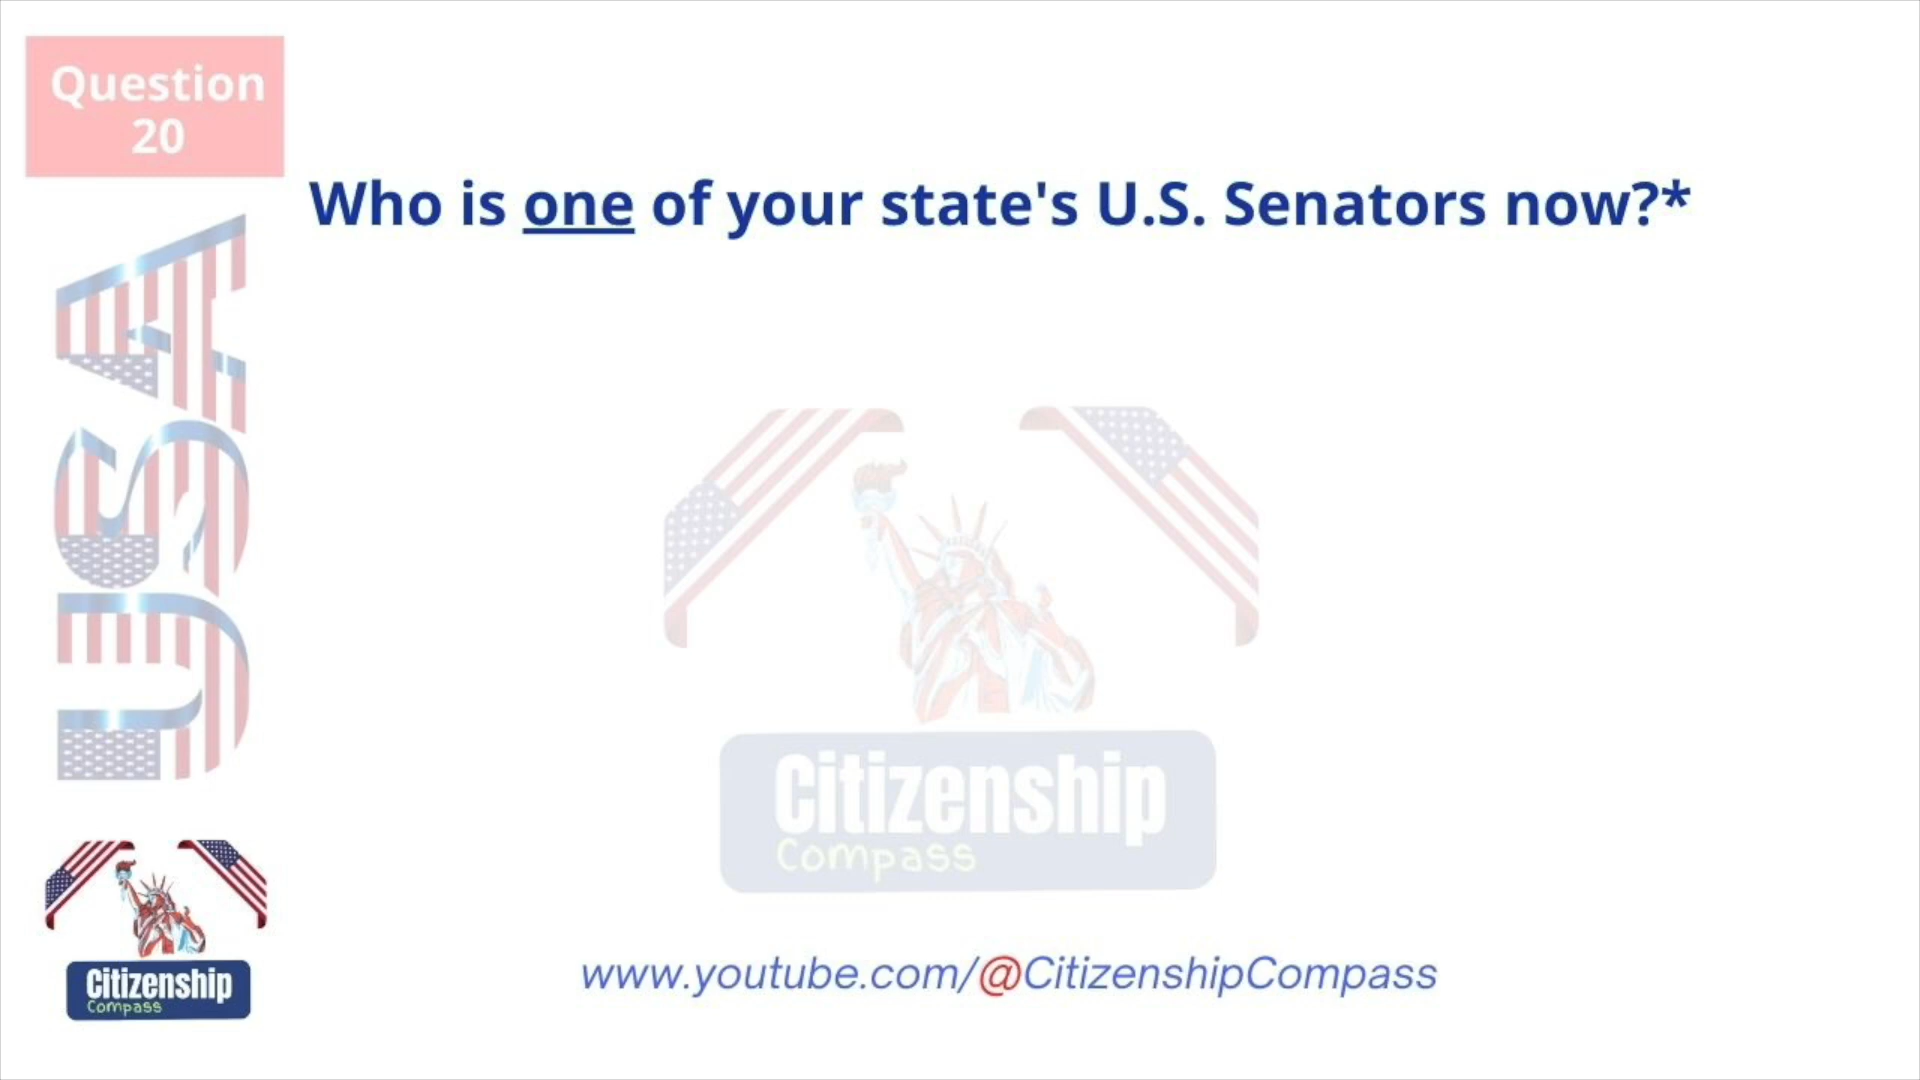 Question
20
Who is one of your state's U.S. Senators now?*
USA
Citizenship
Compass
Citizenship
Compass
www.youtube.com/@CitizenshipCompass